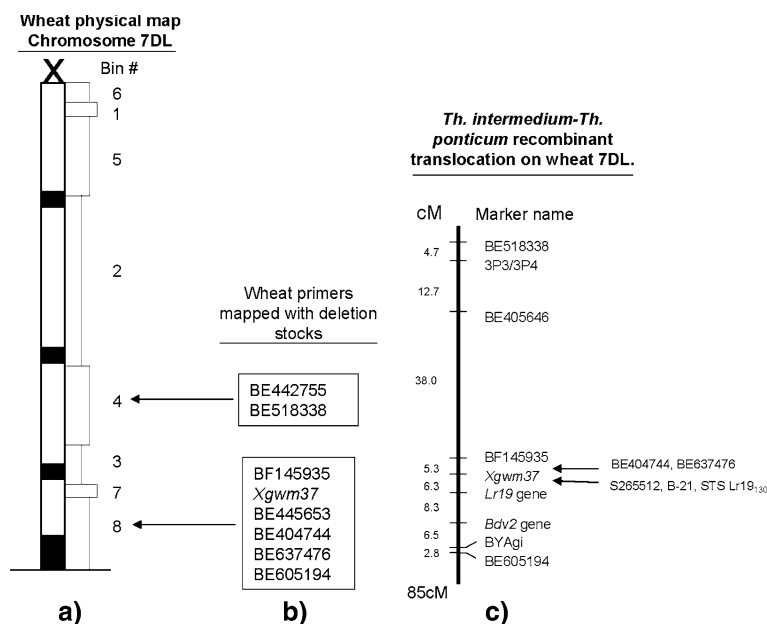 Wheat physical map
Chromosome 7DL
X
Bin #
6
1
5
2
4
3
7
8
a)
Wheat primers
mapped with deletion
stocks
BE442755
BE518338
BF145935
Xgwm37
BE445653
BE404744
BE637476
BE605194
b)
Th. intermedium-Th.
ponticum recombinant
translocation on wheat 7DL.
cM Marker name
BE518338
4.7
3P3/3P4
12.7
BE405646
38.0
BF145935
5.3
BE404744, BE637476
Xgwm37
6.3
S265512, B-21, STS Lr19130
Lr19 gene
8.3
Bdv2 gene
6.5
BYAgi
2.8
BE605194
85cM
c)